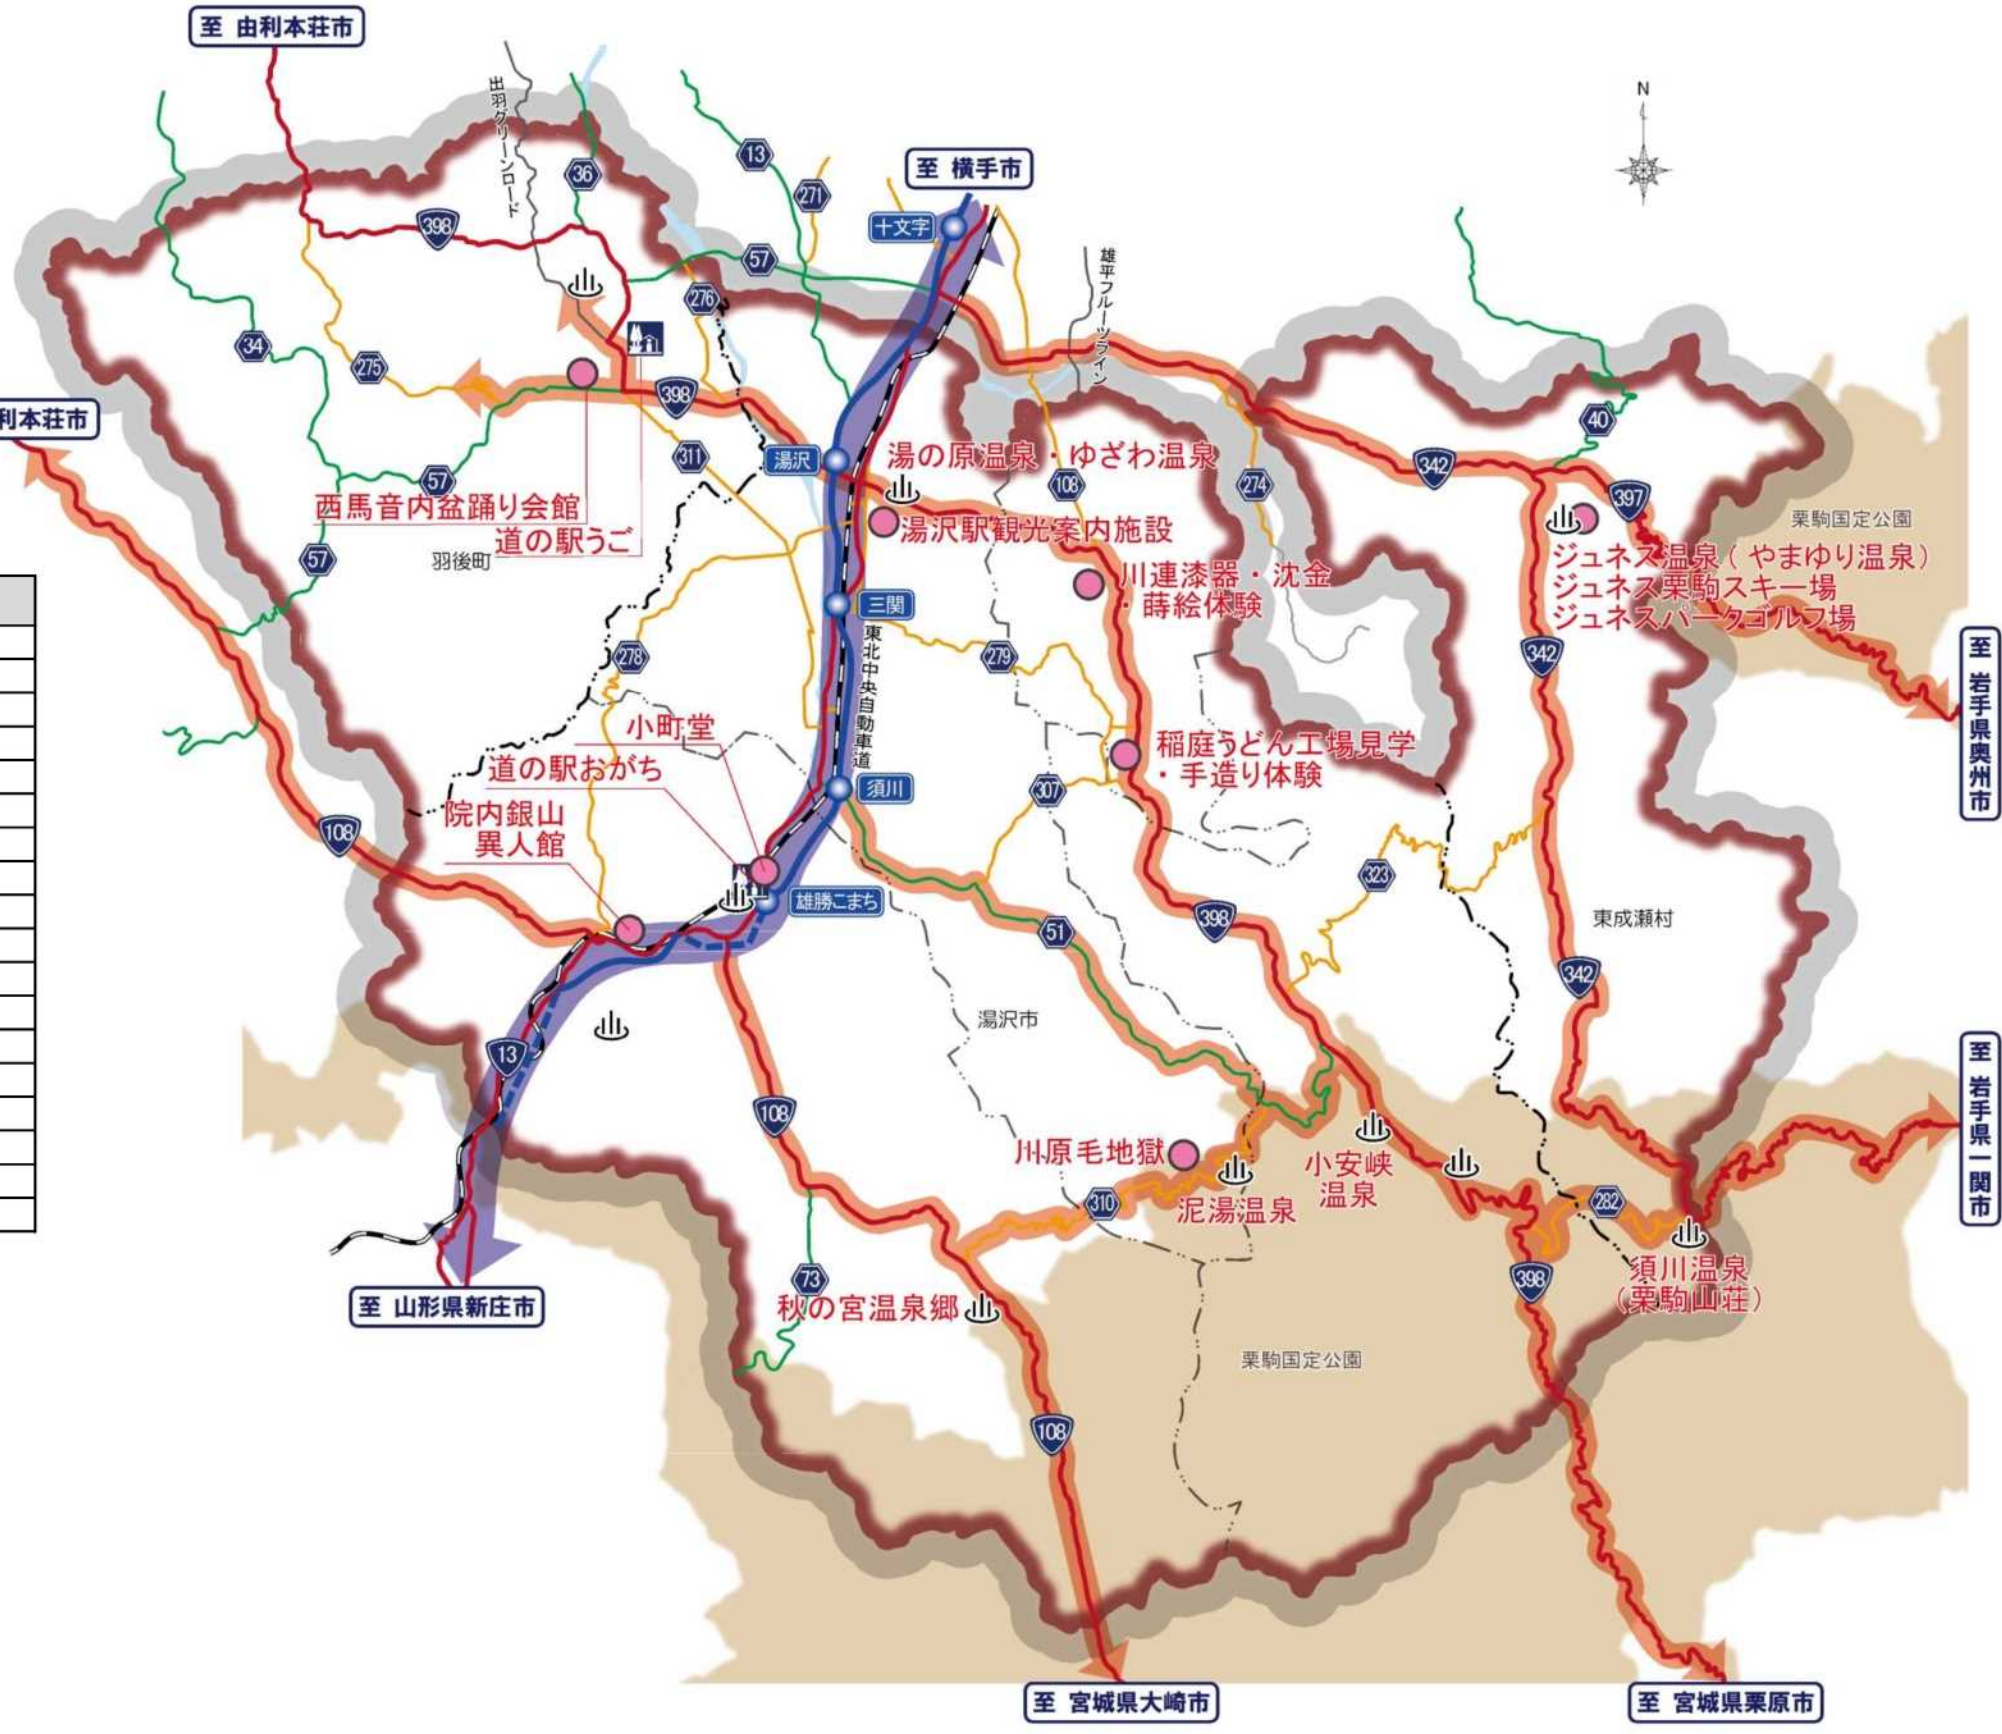 至 由利本荘市
出羽グリーンロード
N
13
36
271
至 横手市
十文字
398
57
雄平フルーツライン
276
34
275
40
398
利本荘市
311
湯沢
湯の原温泉・ゆざわ温泉
342
57
108
274
397
西馬音内盆踊り会館
栗駒国定公園
湯沢駅観光案内施設
道の駅うご
57
羽後町
ジュネス温泉(やまゆり温泉)
ジュネス栗駒スキー場
ジュネスパークゴルフ場
川連漆器・沈金
・蒔絵体験
三関
東北中央自動車道
278
279
342
至 岩手県奥州市
小町堂
稲庭うどん工場見学
・手造り体験
道の駅おがち
須川
307
院内銀山
異人館
108
323
雄勝こまち
398
東成瀬村
51
342
湯沢市
13
至 岩手県一関市
108
川原毛地獄
小安峡
温泉
310
泥湯温泉
282
73
398
須川温泉
(栗駒山荘)
至 山形県新庄市
秋の宮温泉郷
栗駒国定公園
108
至 宮城県大崎市
至 宮城県栗原市